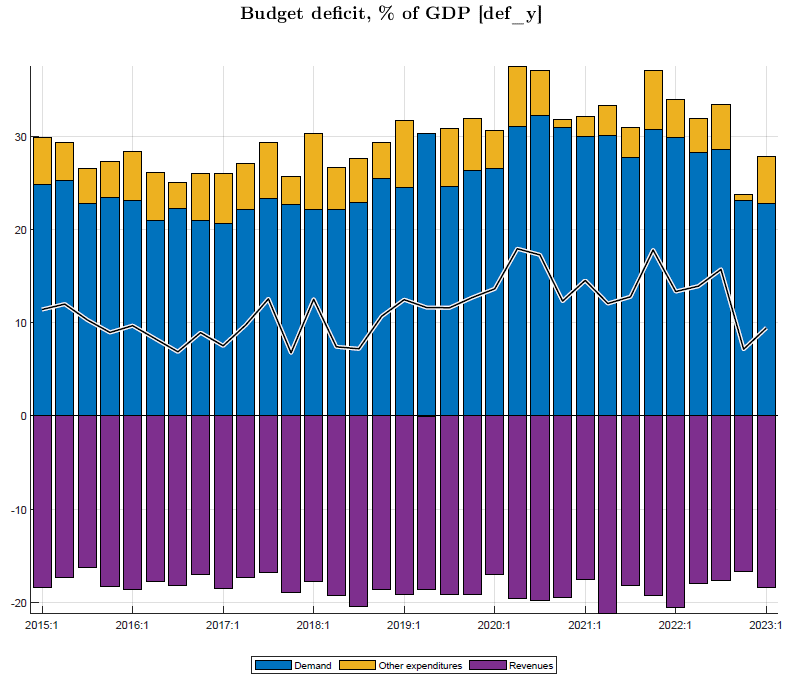 Budget deficit, % of GDP [def_y]
30
20
10
0
-10
-20
2015:1 2016:1 2017:1 2018:1 2019:1 2020:1 2021:1 2022:1 2023:1
Demand Other expenditures Revenues